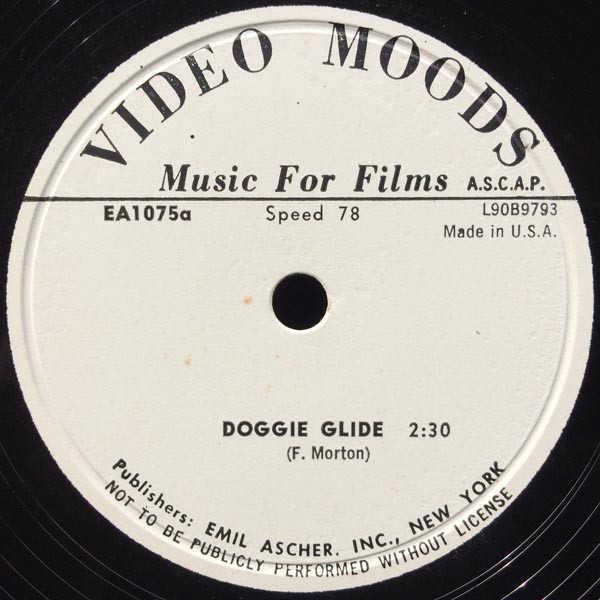 VIDEO MOODS
Music For Films A.S.C.A.P.
EA1075a Speed 78 L90B9793
Made in U.S.A.
DOGGIE GLIDE 2:30
(F. Morton)
Publishers: EMIL ASCHER. INC., NEW YORK
NOT TO BE PUBLICLY PERFORMED WITHOUT LICENSE